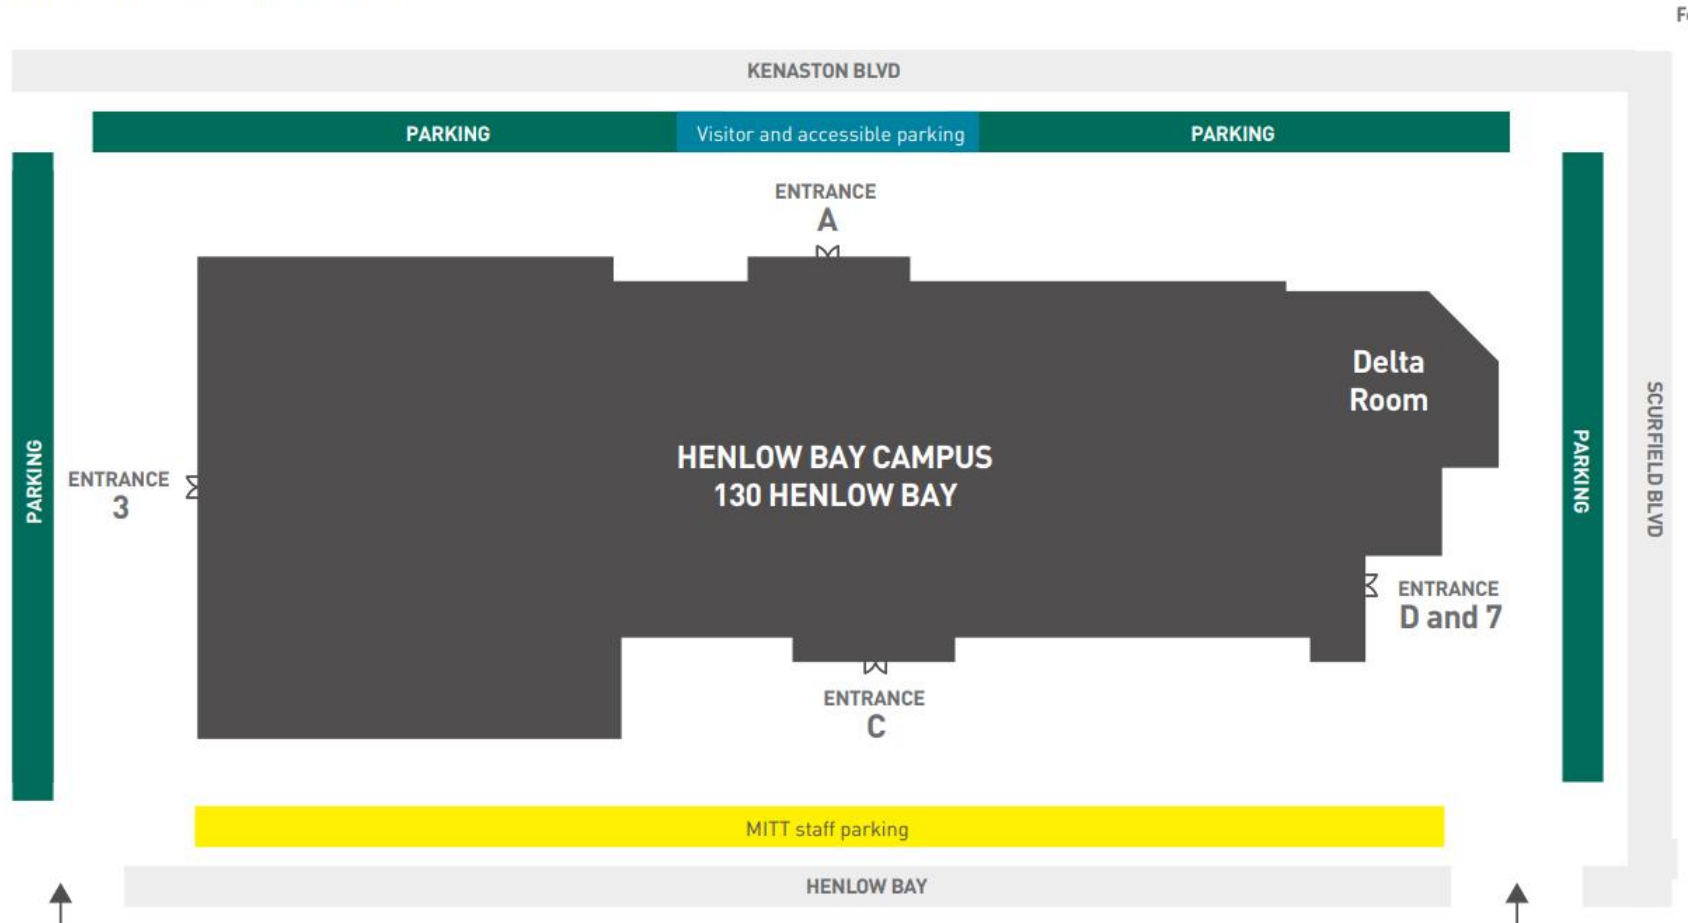 KENASTON BLVD
PARKING
Visitor and accessible parking
PARKING
ENTRANCE
A
Delta
Room
HENLOW BAY CAMPUS
130 HENLOW BAY
PARKING
ENTRANCE
3
PARKING
SCURFIELD BLVD
ENTRANCE
D and 7
ENTRANCE
C
MITT staff parking
HENLOW BAY